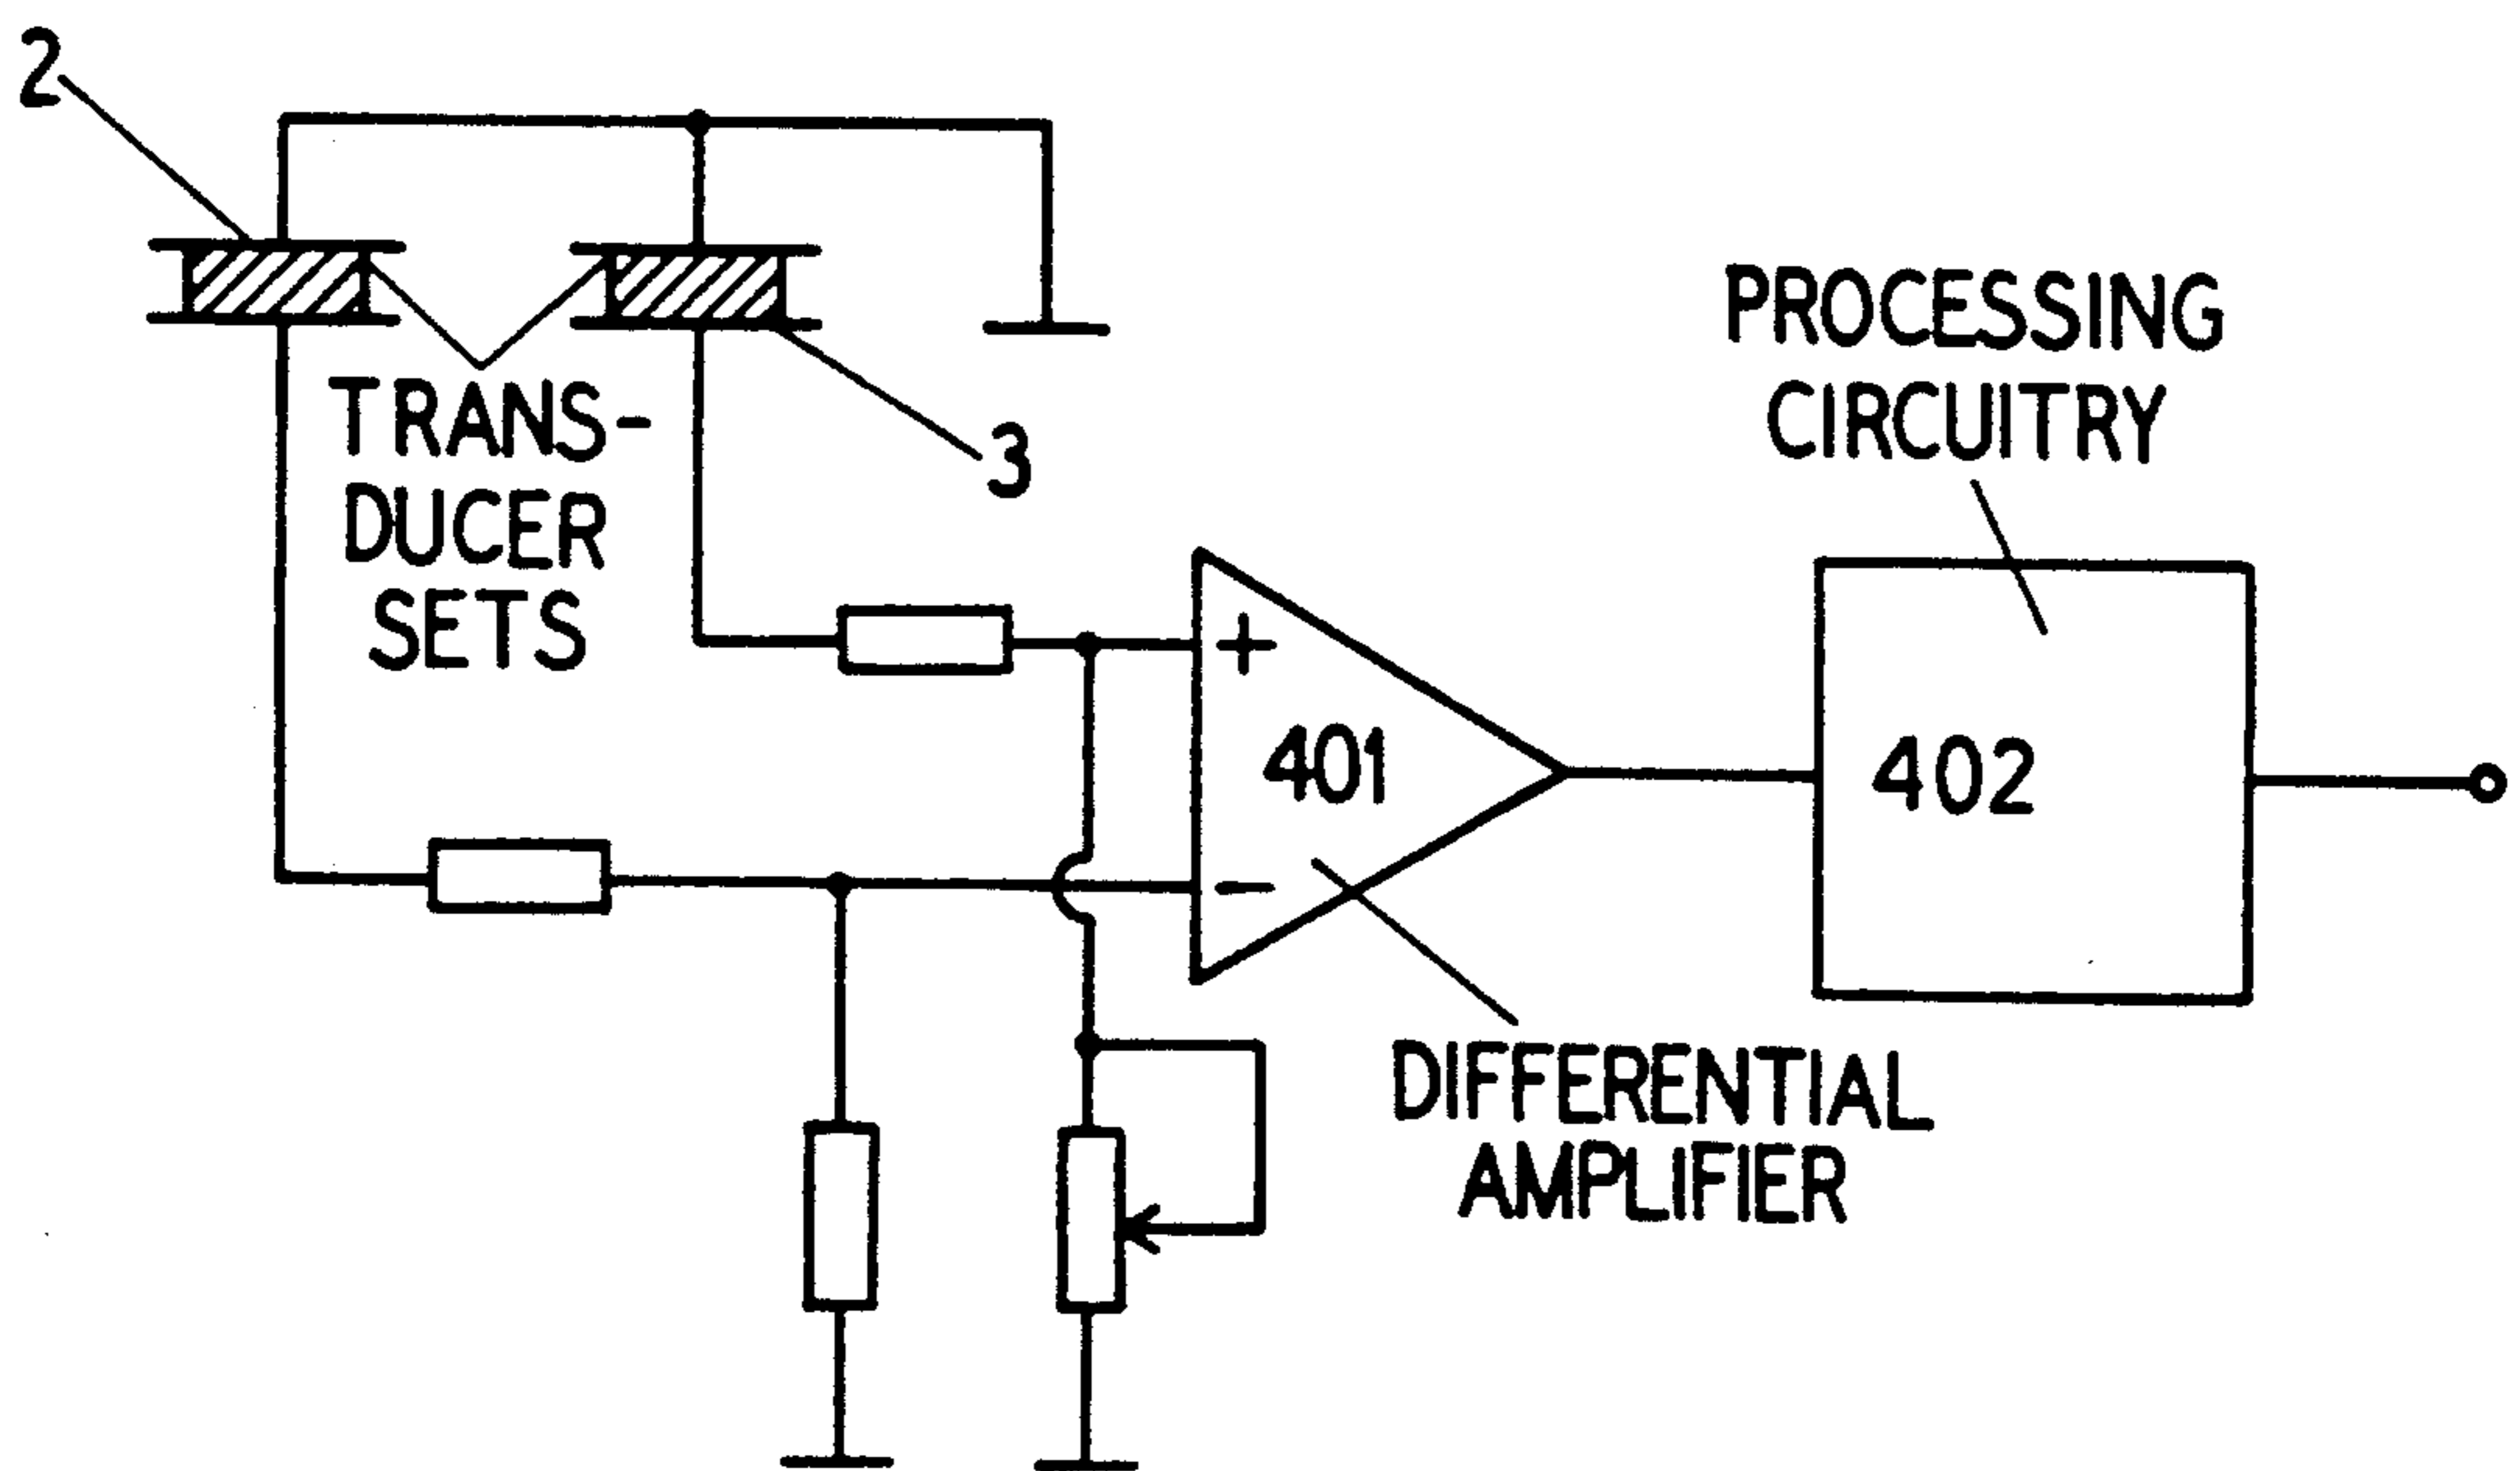 2
TRANS-
DUCER
SETS
3
PROCESSING
CIRCUITRY
+
401
-
402
DIFFERENTIAL
AMPLIFIER